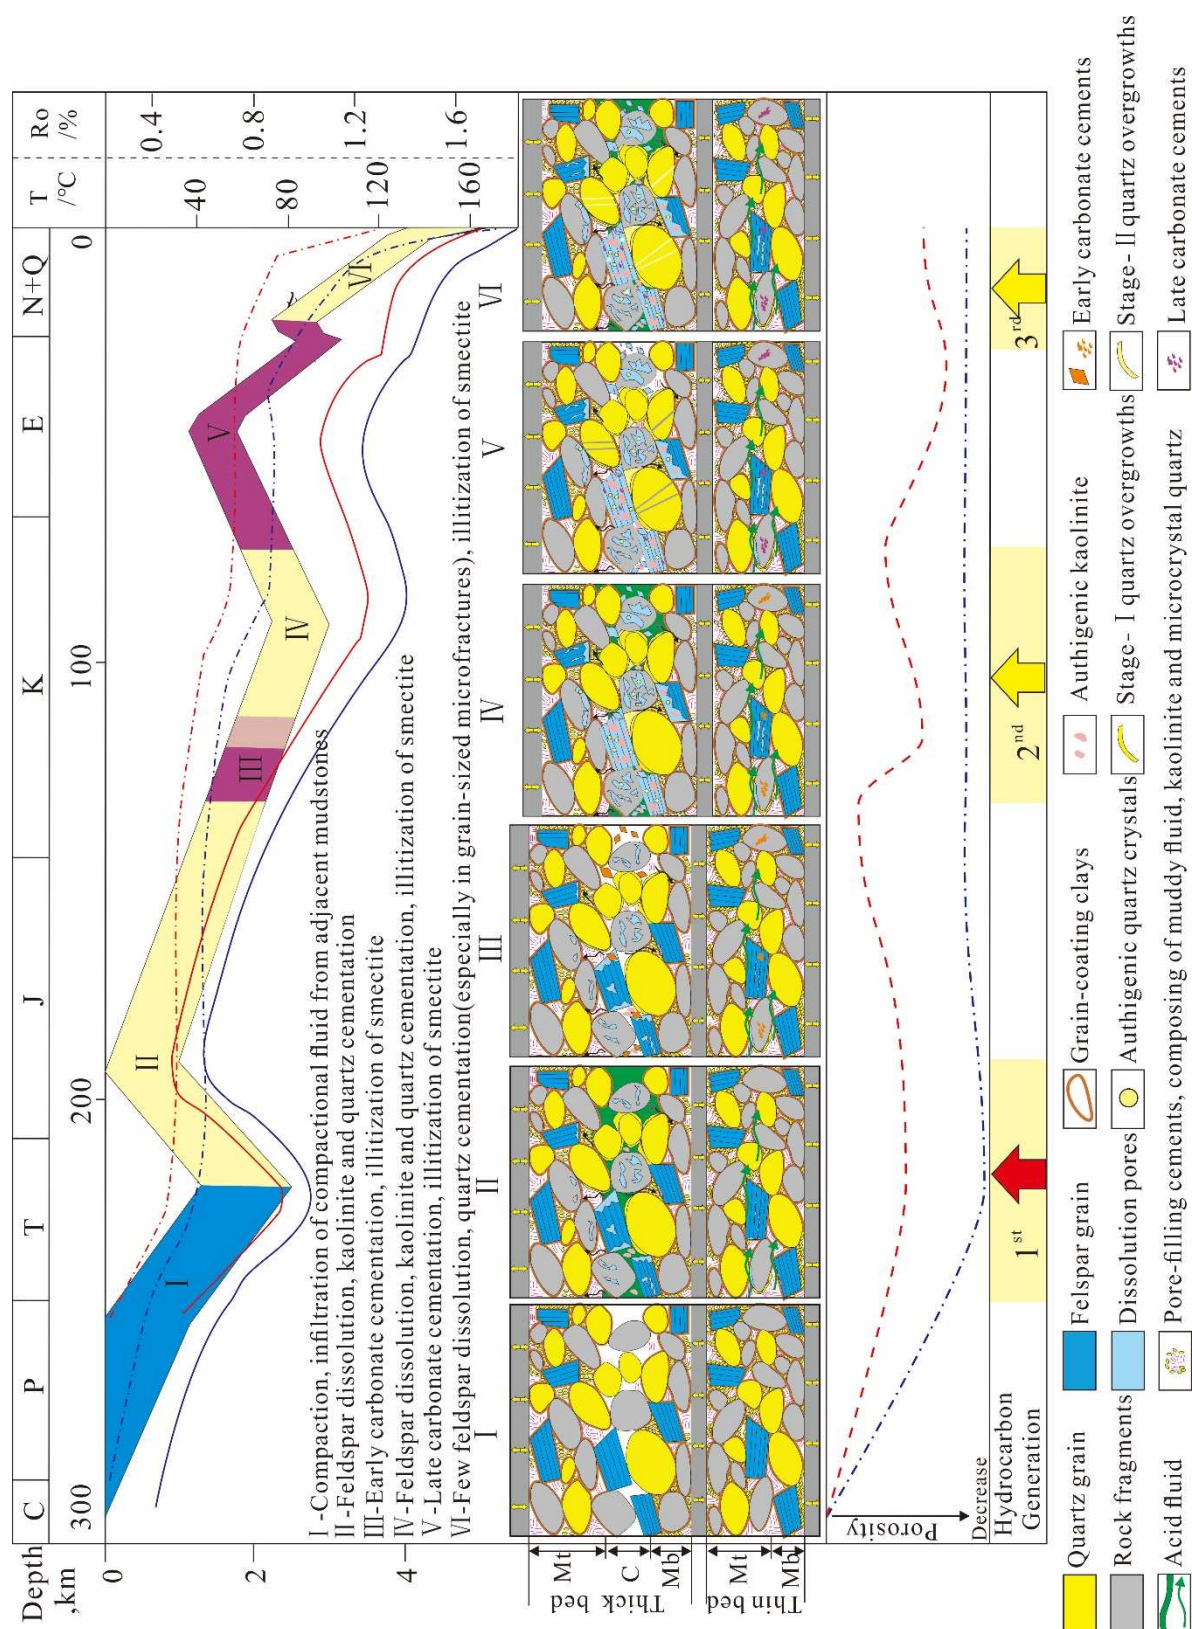 Depth ,km
C
P
T
J
K
E
N+Q
T /°C
Ro /%
300
200
100
0
0
2
4
40
80
120
160
0.4
0.8
1.2
1.6
I
II
III
IV
V
VI
I-Compaction, infiltration of compactional fluid from adjacent mudstones
II-Feldspar dissolution, kaolinite and quartz cementation
III-Early carbonate cementation, illitization of smectite
IV-Feldspar dissolution, kaolinite and quartz cementation, illitization of smectite
V-Late carbonate cementation, illitization of smectite
VI-Few feldspar dissolution, quartz cementation(especially in grain-sized microfractures), illitization of smectite
I
II
III
IV
V
VI
Thick bed
Mt
C
Mb
Thin bed
Mt
Mb
Porosity
Decrease
Hydrocarbon
Generation
1st
2nd
3rd
Quartz grain
Felspar grain
Grain-coating clays
Authigenic kaolinite
Early carbonate cements
Rock fragments
Dissolution pores
Authigenic quartz crystals
Stage-I quartz overgrowths
Stage-II quartz overgrowths
Acid fluid
Pore-filling cements, composing of muddy fluid, kaolinite and microcrystal quartz
Late carbonate cements